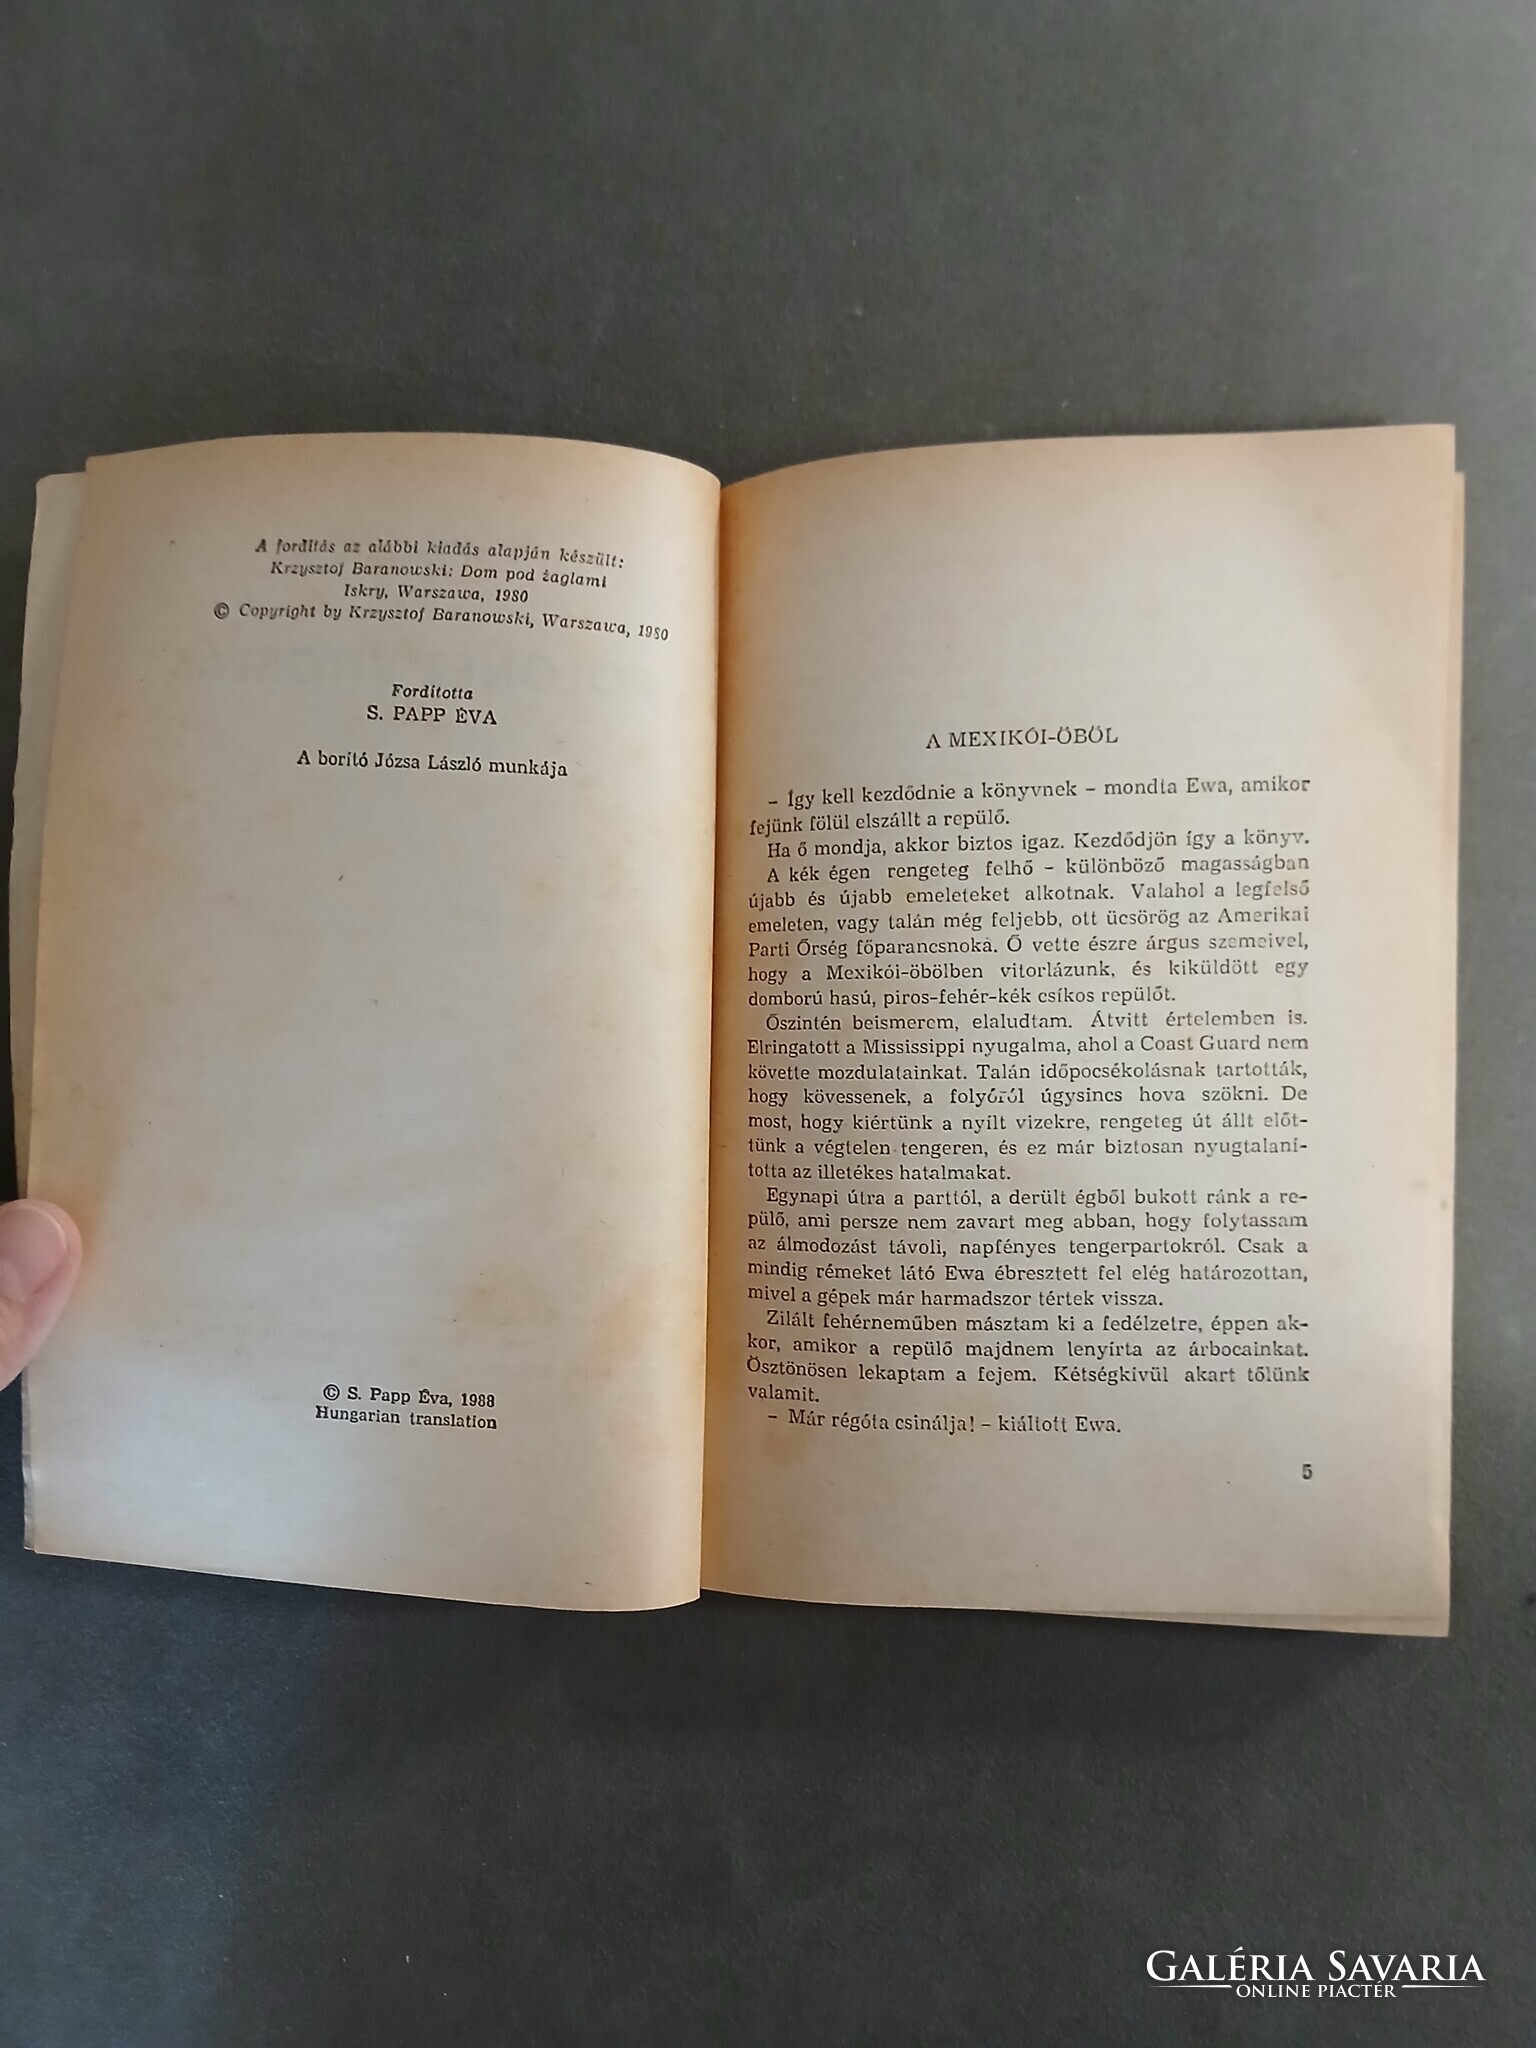 A fordítás az alábbi kiadás alapján készült:
Krzysztof Baranowski: Dom pod żaglami
Iskry, Warszawa, 1980
© Copyright by Krzysztof Baranowski, Warszawa, 1980
Fordította
S. PAPP ÉVA
A borító Józsa László munkája
© S. Papp Éva, 1988
Hungarian translation
A MEXIKÓI-ÖBÖL
– Így kell kezdődnie a könyvnek – mondta Ewa, amikor
fejünk fölül elszállt a repülő.
Ha ő mondja, akkor biztos igaz. Kezdődjön így a könyv.
A kék égen rengeteg felhő – különböző magasságban
újabb és újabb emeleteket alkotnak. Valahol a legfelső
emeleten, vagy talán még feljebb, ott ücsörög az Amerikai
Parti Őrség főparancsnoka. Ő vette észre árgus szemeivel,
hogy a Mexikói-öbölben vitorlázunk, és kiküldött egy
domború hasú, piros-fehér-kék csíkos repülőt.
Őszintén beismerem, elaludtam. Átvitt értelemben is.
Elringatott a Mississippi nyugalma, ahol a Coast Guard nem
követte mozdulatainkat. Talán időpocsékolásnak tartották,
hogy kövessenek, a folyóról úgysincs hova szökni. De
most, hogy kiértünk a nyílt vizekre, rengeteg út állt előt-
tünk a végtelen tengeren, és ez már biztosan nyugtalaní-
totta az illetékes hatalmakat.
Egynapi útra a parttól, a derült égből bukott ránk a re-
pülő, ami persze nem zavart meg abban, hogy folytassam
az álmodozást távoli, napfényes tengerpartokról. Csak a
mindig rémeket látó Ewa ébresztett fel elég határozottan,
mivel a gépek már harmadszor tértek vissza.
Zilált fehérneműben másztam ki a fedélzetre, éppen ak-
kor, amikor a repülő majdnem lenyírta az árbocainkat.
Ösztönösen lekaptam a fejem. Kétségkívül akart tőlünk
valamit.
– Már régóta csinálja! – kiáltott Ewa.
5
GALÉRIA SAVARIA
ONLINE PIACTÉR